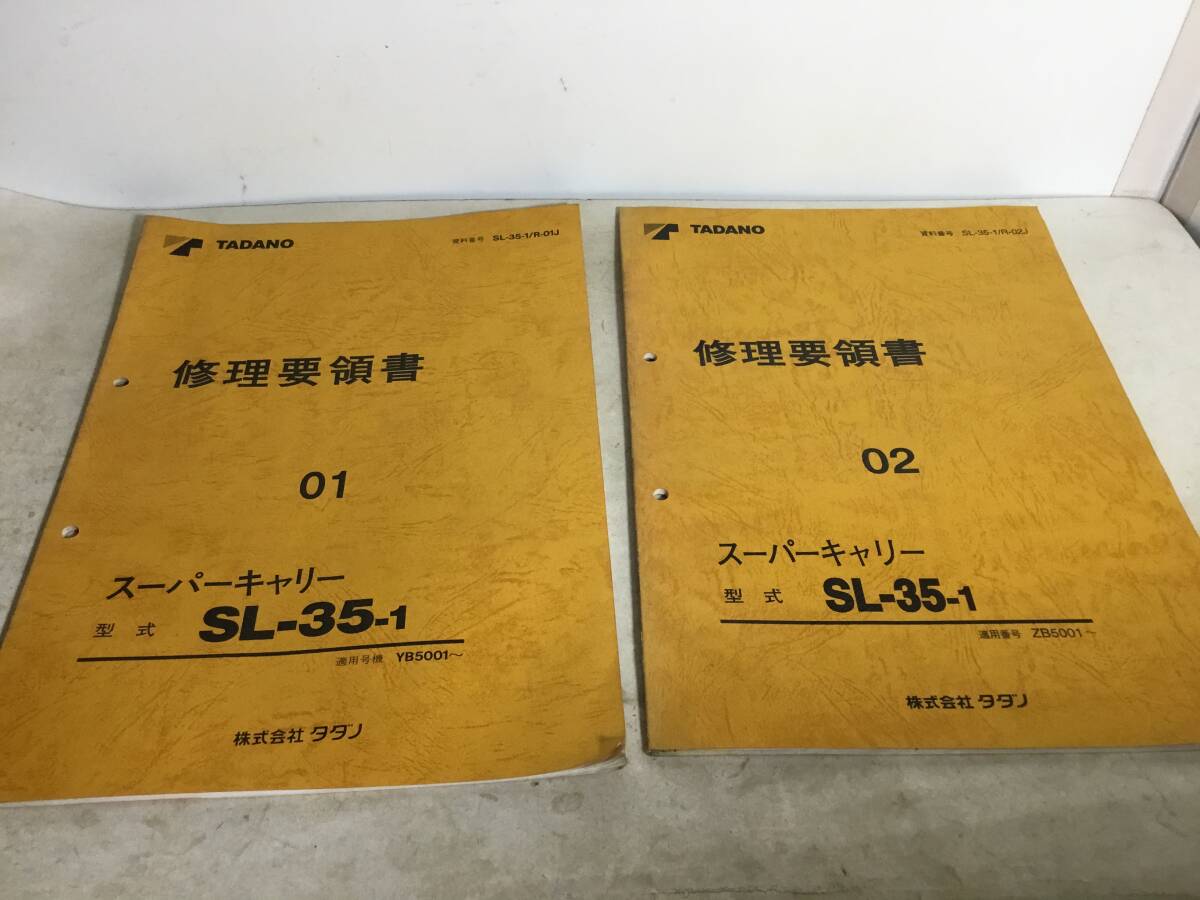 TADANO
資料番号 SL-35-1/R-01J
修理要領書
01
スーパーキャリー
型式 SL-35-1
適用号機 YB5001~
株式会社タダノ
TADANO
資料番号 SL-35-1/R-02J
修理要領書
02
スーパーキャリー
型式 SL-35-1
適用番号 ZB5001~
株式会社タダノ